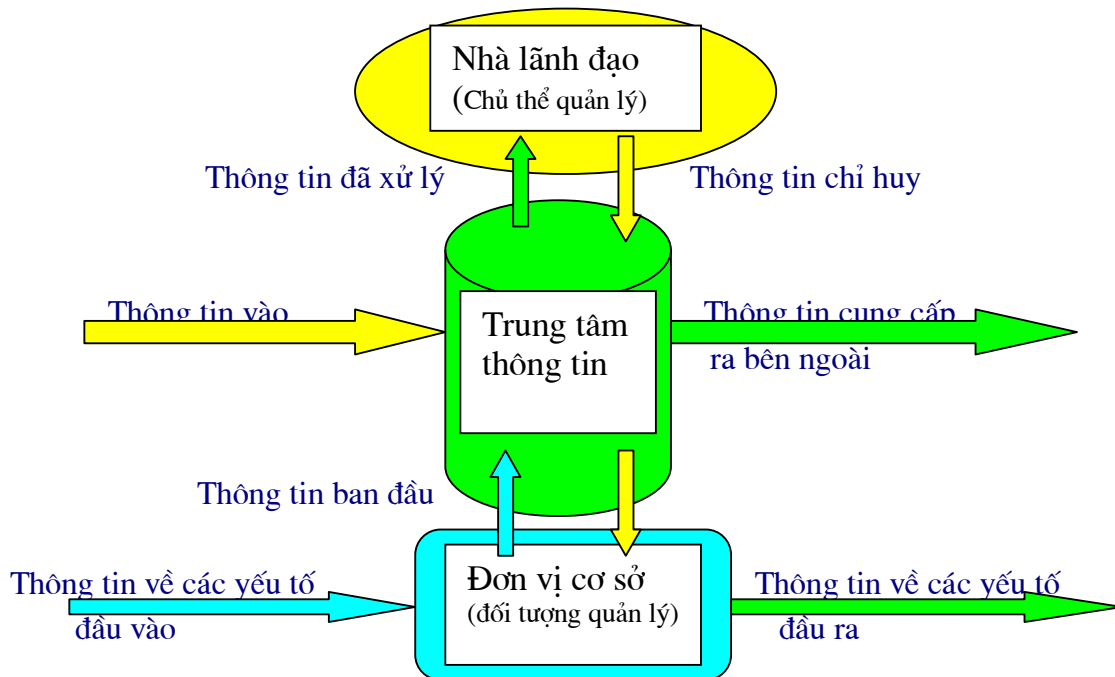 Nhà lãnh đạo
(Chủ thể quản lý)
Thông tin đã xử lý
Thông tin chỉ huy
Thông tin vào
Trung tâm
thông tin
Thông tin cung cấp
ra bên ngoài
Thông tin ban đầu
Thông tin về các yếu tố
đầu vào
Đơn vị cơ sở
(đối tượng quản lý)
Thông tin về các yếu tố
đầu ra